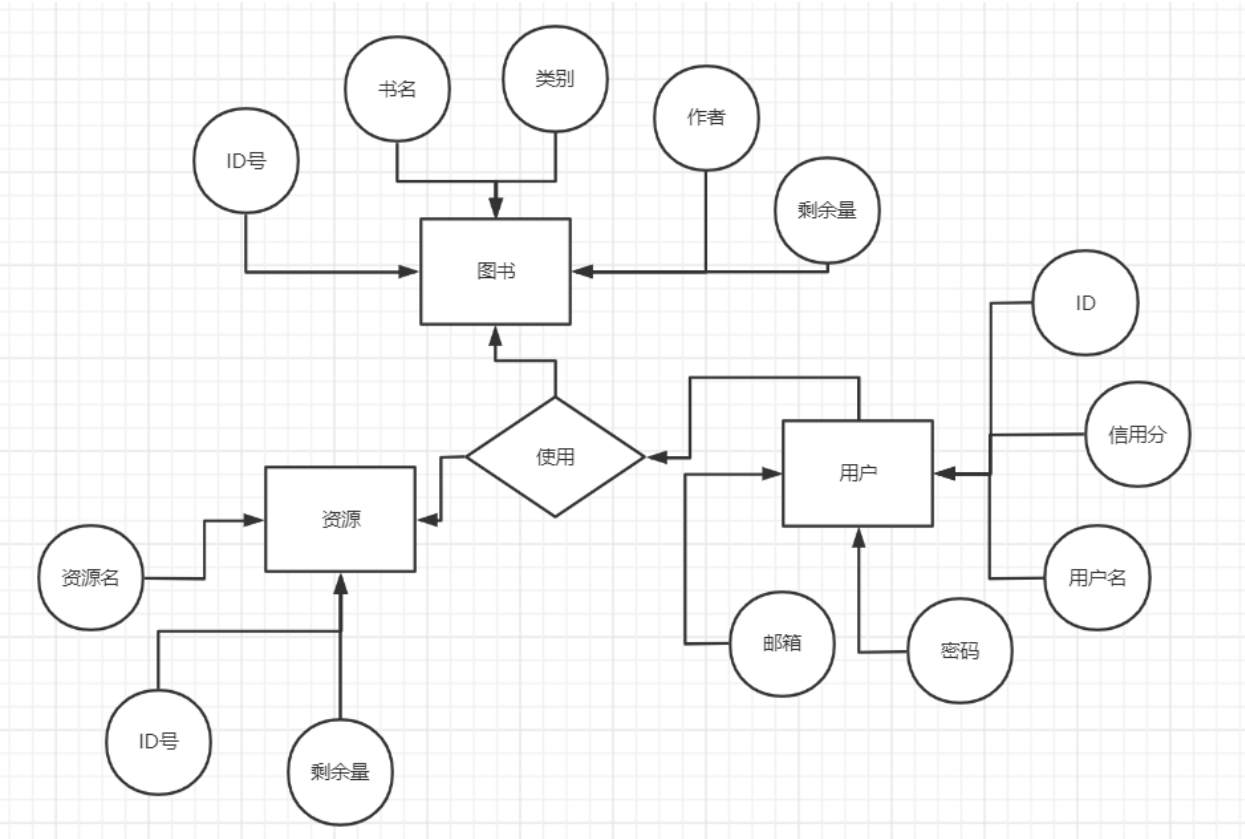 类别
书名
作者
ID号
剩余量
图书
ID
信用分
使用
用户
资源
资源名
用户名
邮箱
密码
ID号
剩余量